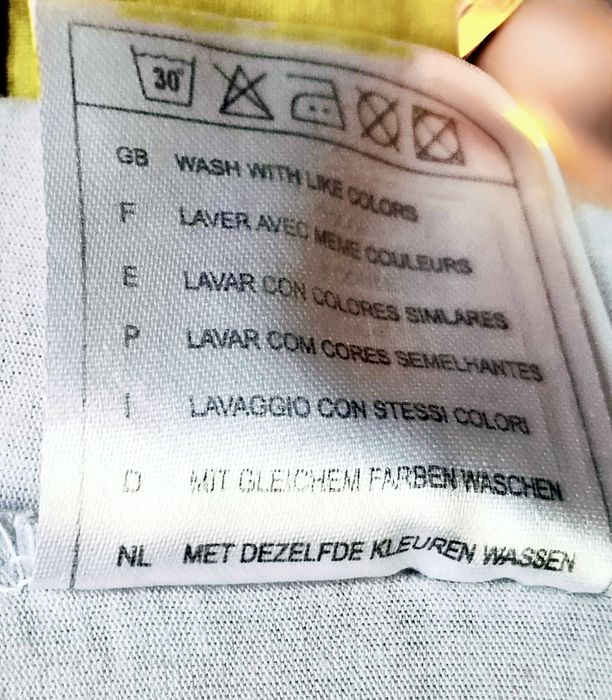 30°
GB WASH WITH LIKE COLORS
F LAVER AVEC MEME COULEURS
E LAVAR CON COLORES SIMLARES
P LAVAR COM CORES SEMELHANTES
I LAVAGGIO CON STESSI COLORI
D MIT GLEICHEM FARBEN WASCHEN
NL MET DEZELFDE KLEUREN WASSEN